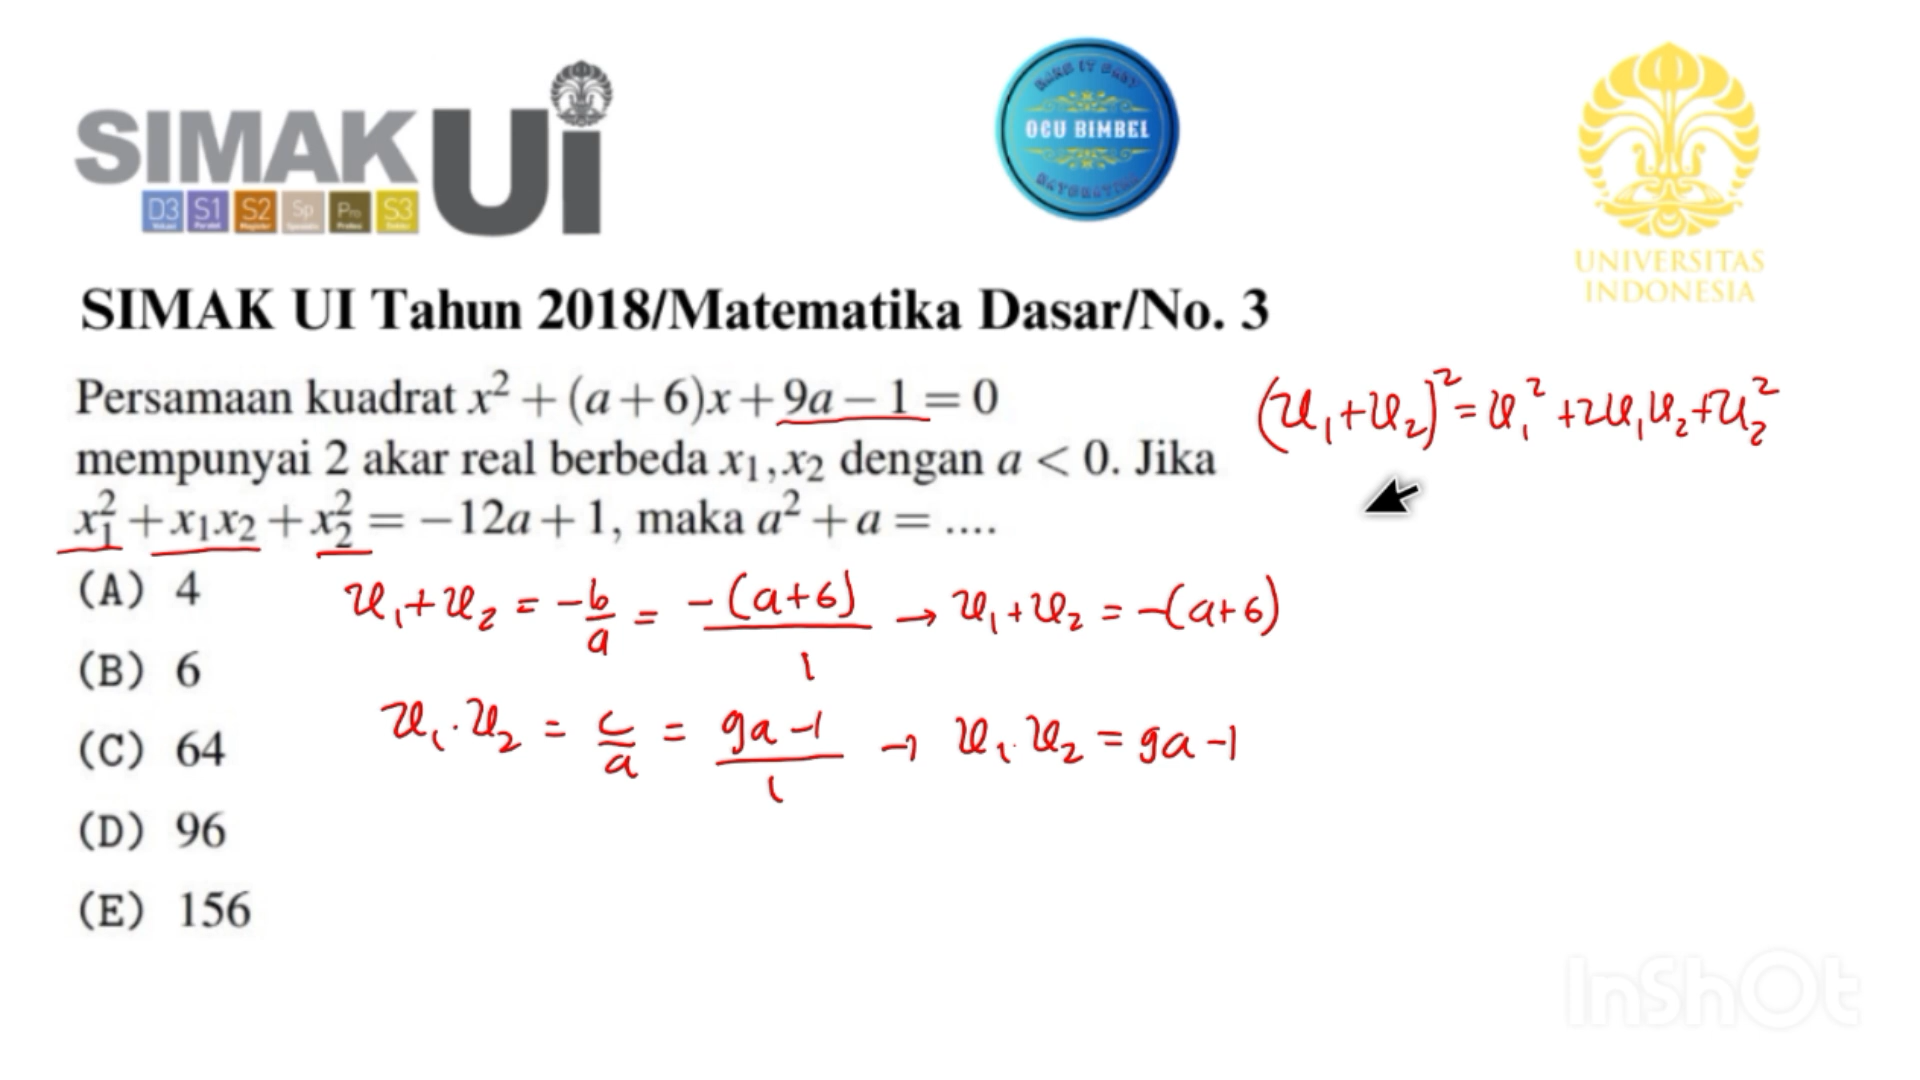 SIMAK UI
D3 S1 S2 Sp Pro S3
OCU BIMBEL
UNIVERSITAS
INDONESIA
SIMAK UI Tahun 2018/Matematika Dasar/No. 3
Persamaan kuadrat x² + (a + 6)x + 9a − 1 = 0
mempunyai 2 akar real berbeda x₁, x₂ dengan a < 0. Jika
x₁² + x₁x₂ + x₂² = −12a + 1, maka a² + a = ....
(x₁+x₂)² = x₁² + 2x₁x₂ + x₂²
(A) 4
(B) 6
(C) 64
(D) 96
(E) 156
x₁+x₂ = -b/a = -(a+6)/1 → x₁+x₂ = -(a+6)
x₁.x₂ = c/a = 9a-1/1 → x₁.x₂ = 9a-1
InShOt